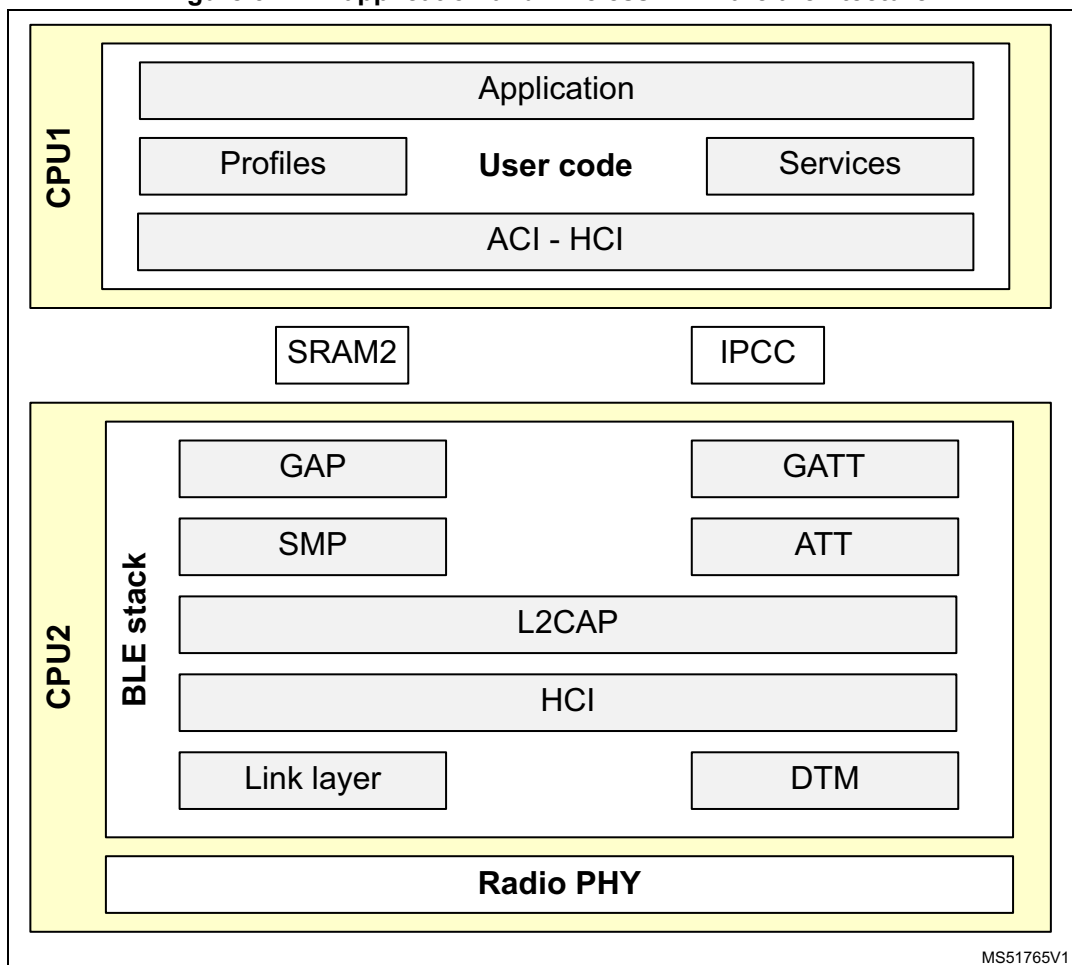 CPU1
Application
Profiles
User code
Services
ACI - HCI
SRAM2
IPCC
CPU2
BLE stack
GAP
GATT
SMP
ATT
L2CAP
HCI
Link layer
DTM
Radio PHY
MS51765V1